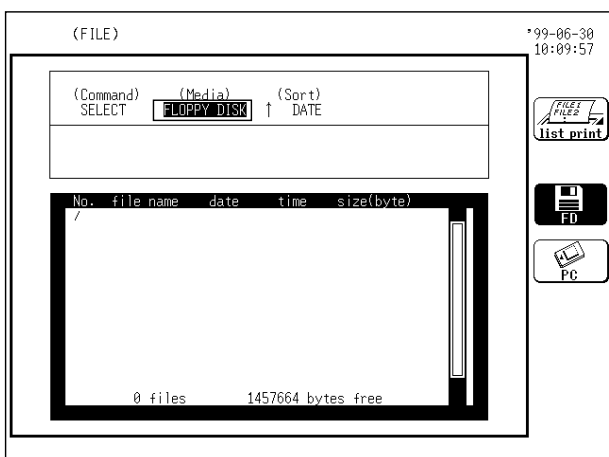 (FILE)
'99-06-30
10:09:57
(Command) (Media) (Sort)
SELECT FLOPPY DISK ↑ DATE
FILE1
FILE2
list print
No. file name date time size(byte)
/
FD
PC
0 files 1457664 bytes free